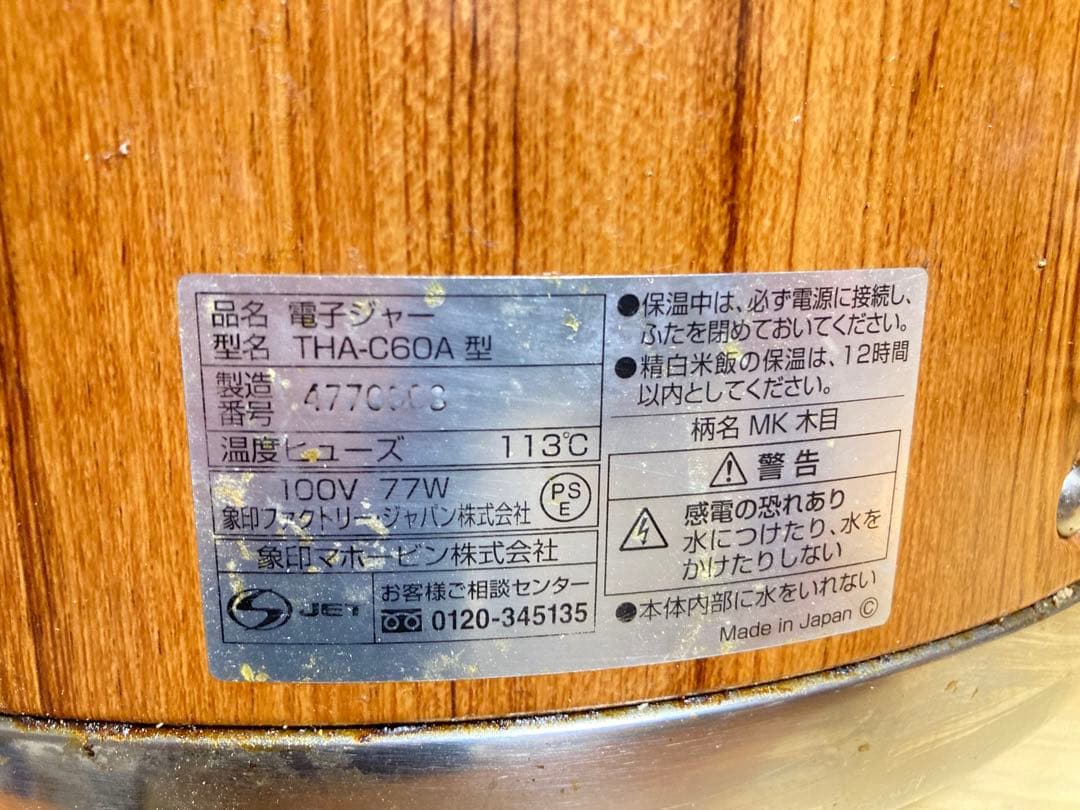 品名 電子ジャー
型名 THA-C60A 型
製造
番号
温度ヒューズ 113℃
100V 77W
象印ファクトリー・ジャパン株式会社
PS
E
象印マホービン株式会社
JET
お客様ご相談センター
0120-345135
●保温中は、必ず電源に接続し、
ふたを閉めておいてください。
●精白米飯の保温は、12時間
以内としてください。
柄名 MK 木目
警告
感電の恐れあり
水につけたり、水を
かけたりしない
●本体内部に水をいれない
Made in Japan Ⓒ